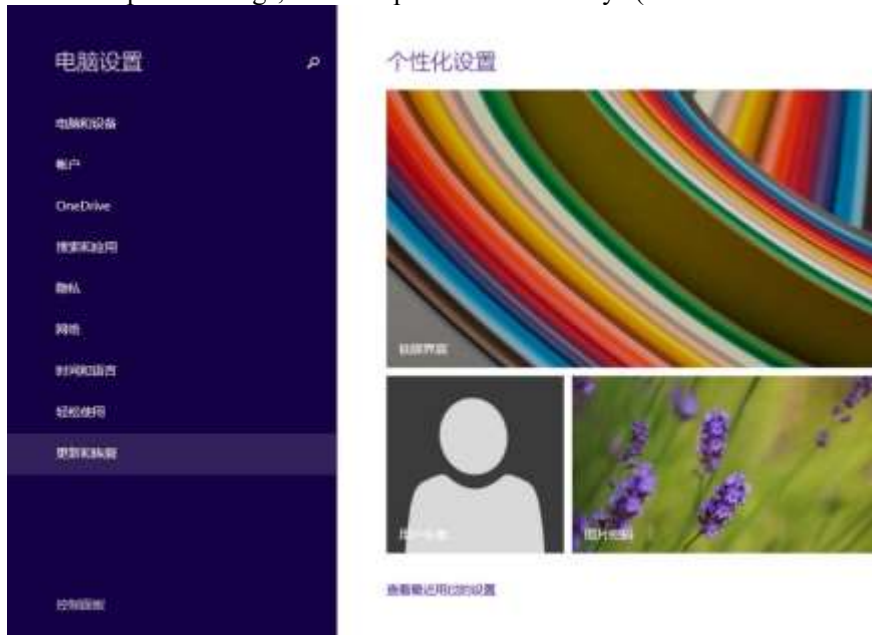 电脑设置
电脑和设备
帐户
OneDrive
搜索和应用
隐私
网络
时间和语言
轻松使用
更新和恢复
控制面板
个性化设置
锁屏界面
图片密码
查看最近用过的设置